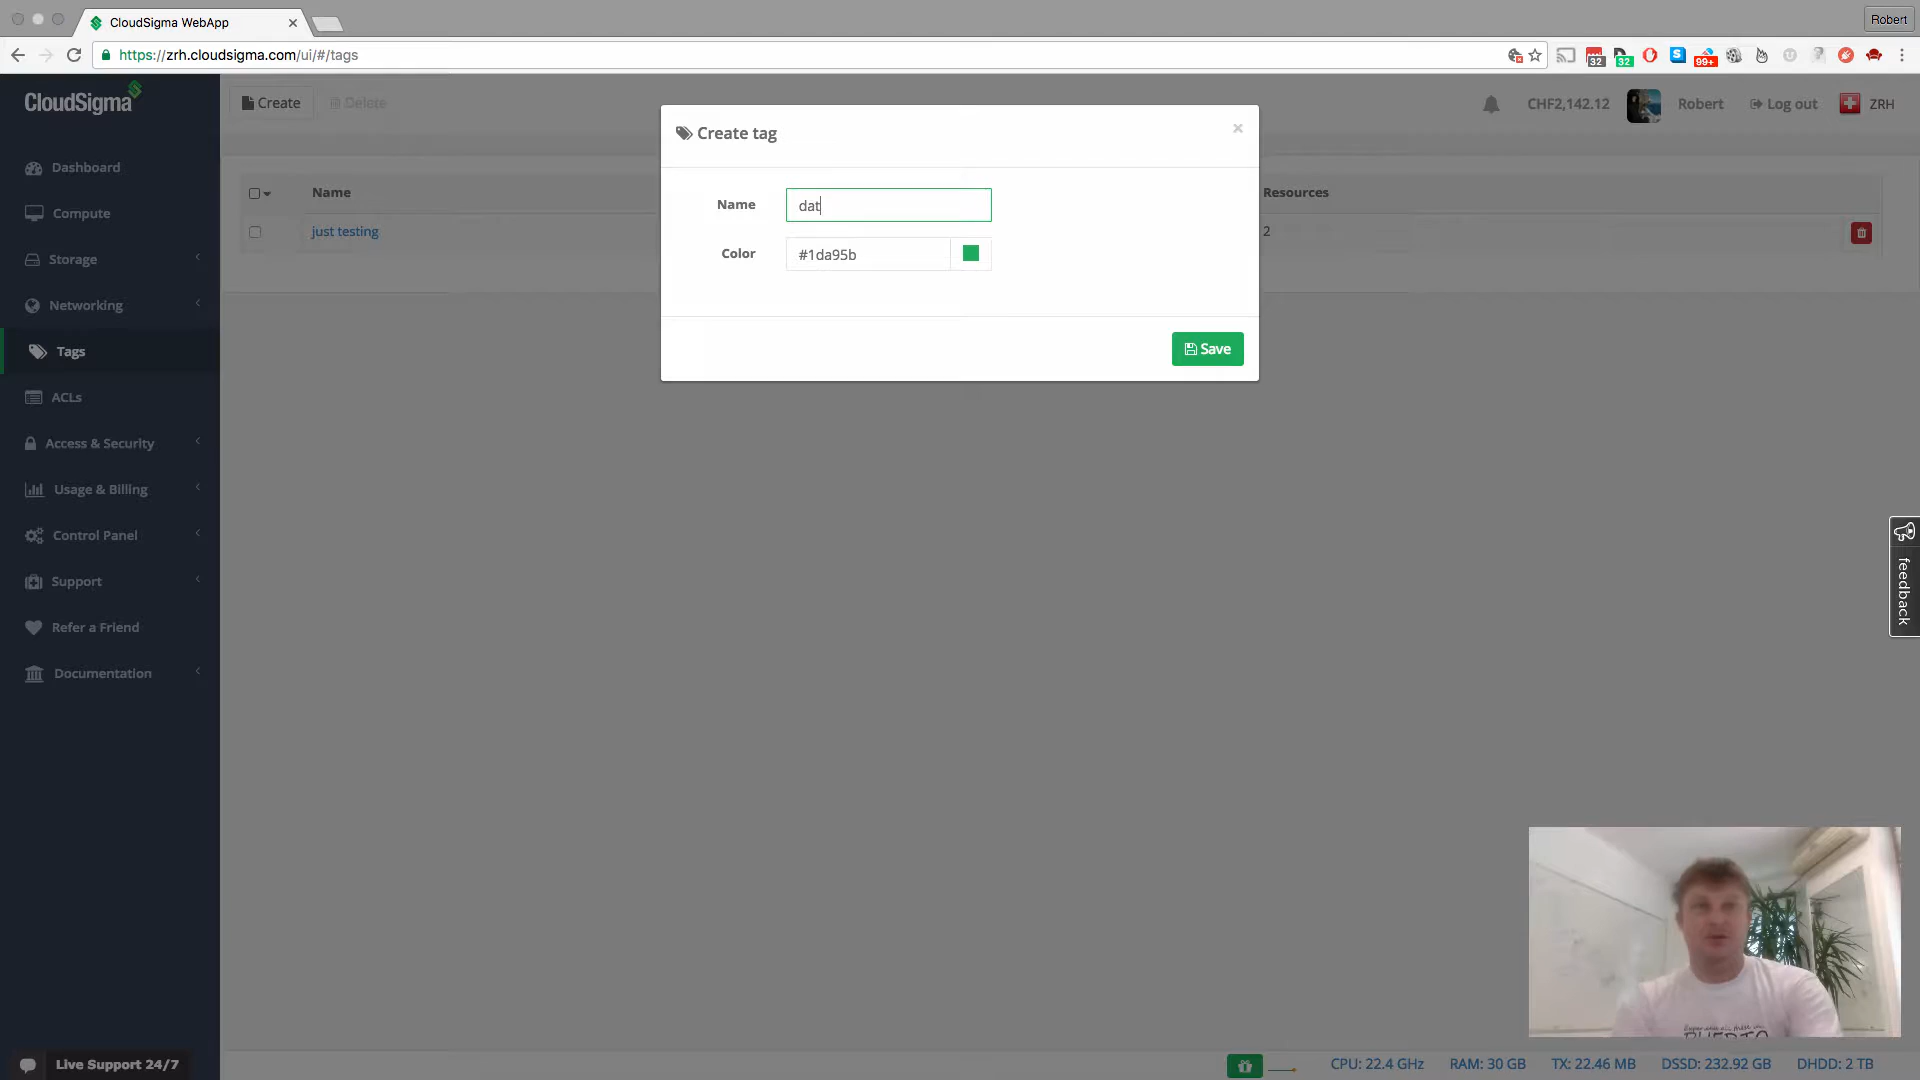 CloudSigma WebApp
Robert
https://zrh.cloudsigma.com/ui/#/tags
32
32
99+
CloudSigma
Create
Delete
CHF2,142.12
Robert
Log out
ZRH
Create tag
Name
dat
Color
#1da95b
Save
Name
Resources
just testing
2
Dashboard
Compute
Storage
Networking
Tags
ACLs
Access & Security
Usage & Billing
Control Panel
Support
Refer a Friend
Documentation
feedback
Live Support 24/7
CPU: 22.4 GHz
RAM: 30 GB
TX: 22.46 MB
DSSD: 232.92 GB
DHDD: 2 TB